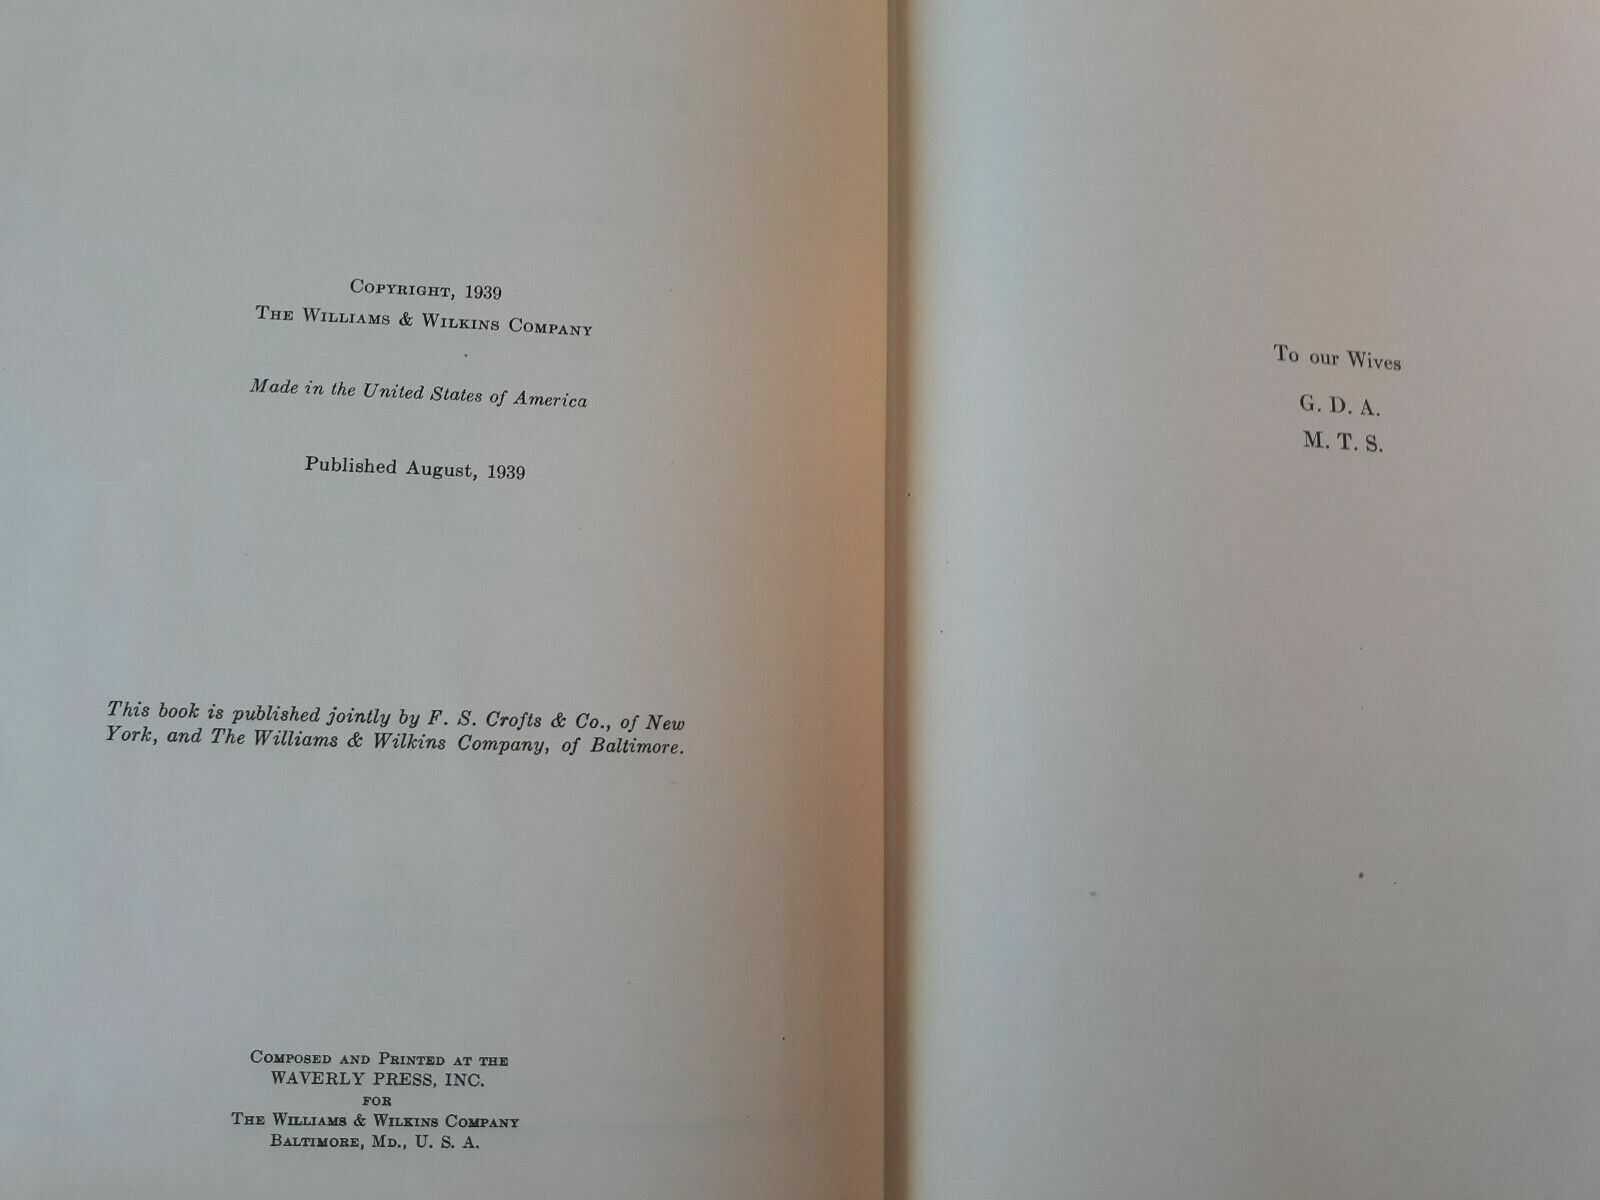 Copyright, 1939
The Williams & Wilkins Company
Made in the United States of America
Published August, 1939
This book is published jointly by F. S. Crofts & Co., of New
York, and The Williams & Wilkins Company, of Baltimore.
Composed and Printed at the
WAVERLY PRESS, INC.
for
The Williams & Wilkins Company
Baltimore, Md., U. S. A.
To our Wives
G. D. A.
M. T. S.